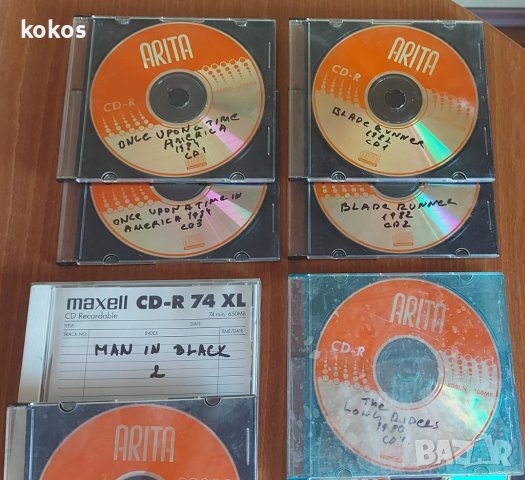 kokos
ARITA
CD-R
ONCE UPON A TIME
AMERICA
1984
CD1
ARITA
CD-R
BLADE RUNNER
1982
CD1
ONCE UPON A TIME IN
AMERICA 1984
CD3
BLADE RUNNER
1982
CD2
maxell CD-R 74 XL
CD Recordable
74 min. 650MB
TITLE
TRACK NO.
INDEX
TIME/DATE
MAN IN BLACK
2
ARITA
CD-R
THE
LONG RIDERS
1980
CD1
ARITA
BAZAR